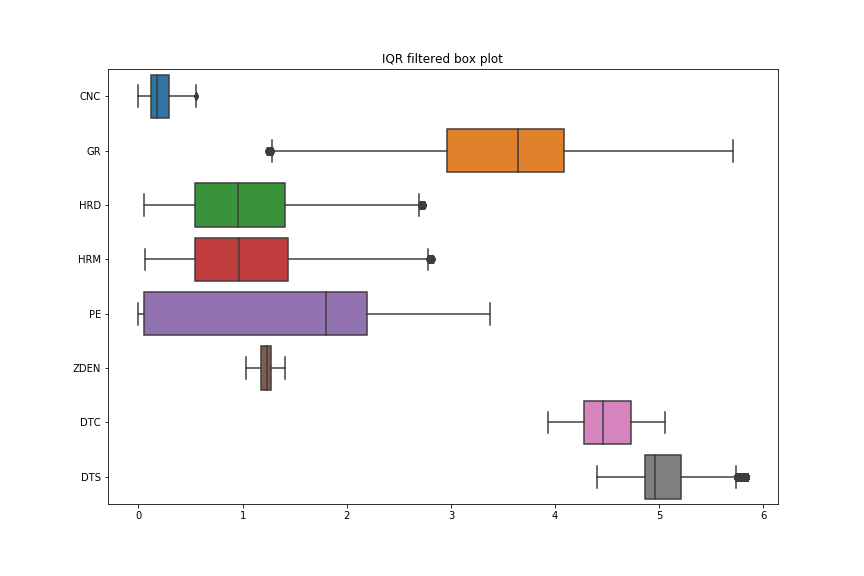 IQR filtered box plot
CNC
GR
HRD
HRM
PE
ZDEN
DTC
DTS
0 1 2 3 4 5 6